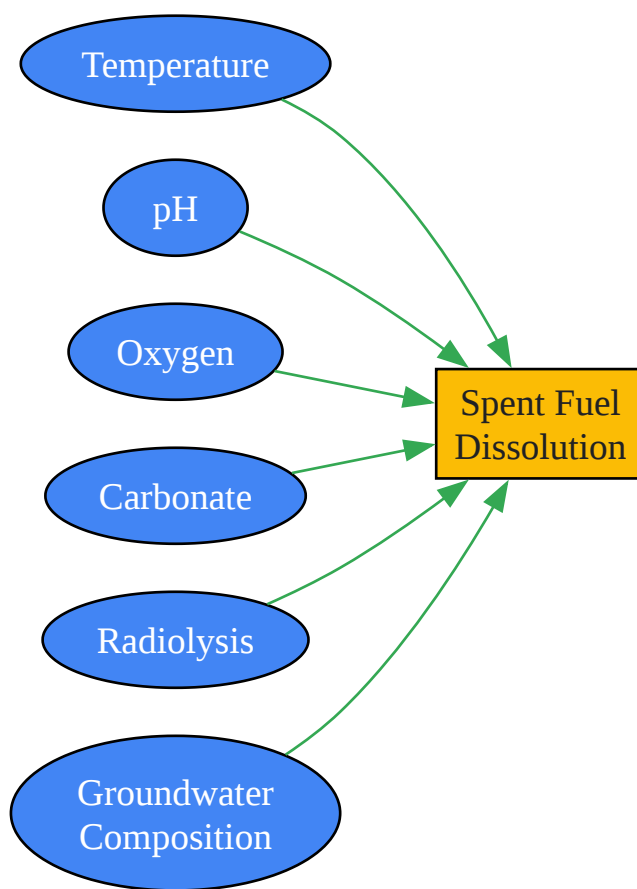 Temperature
pH
Oxygen
Spent Fuel
Dissolution
Carbonate
Radiolysis
Groundwater
Composition